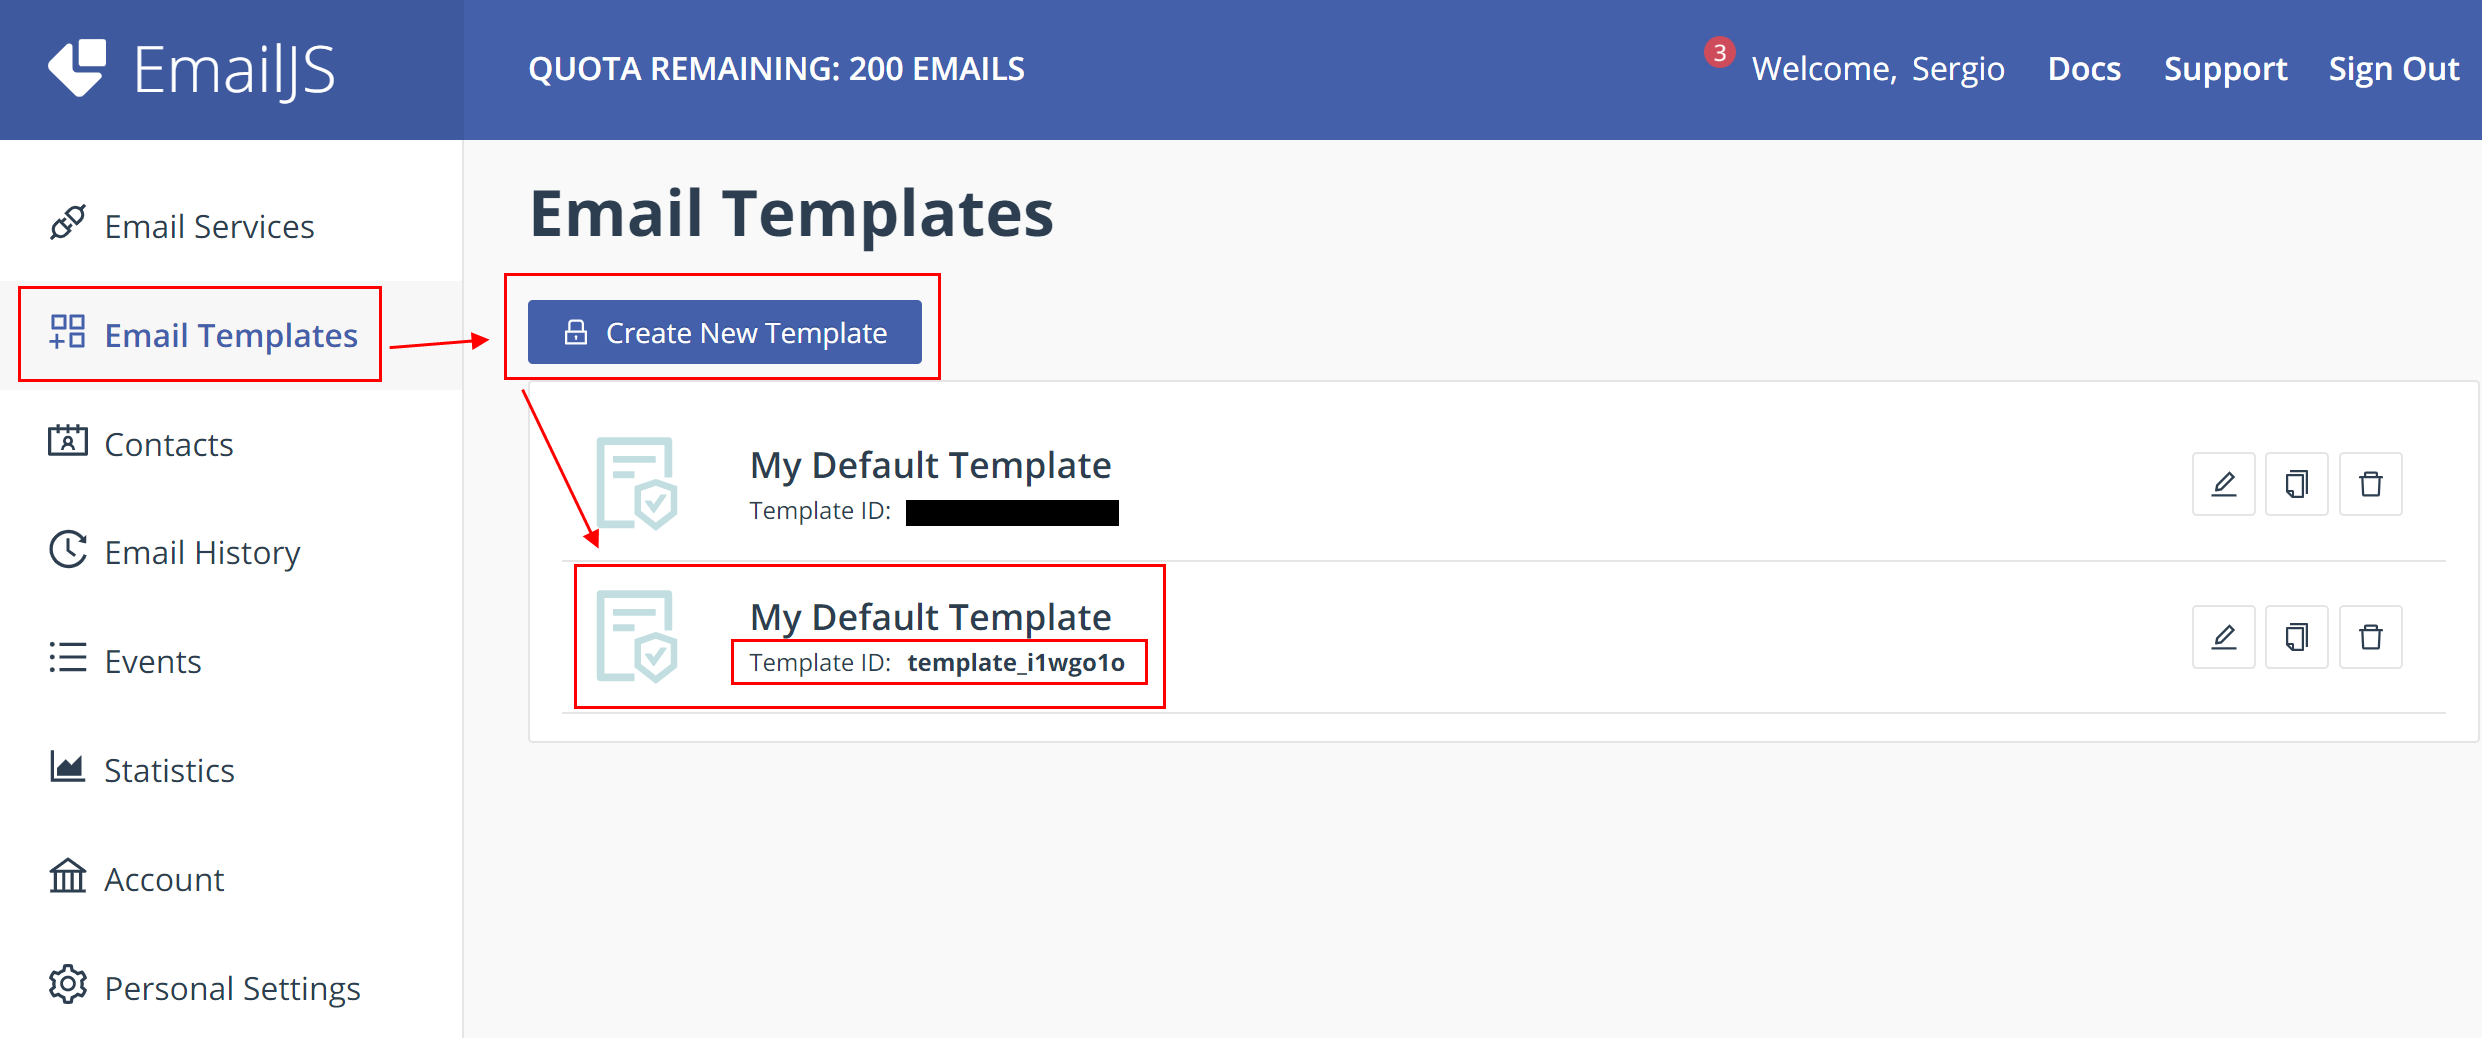 EmailJS
QUOTA REMAINING: 200 EMAILS
3
Welcome, Sergio
Docs
Support
Sign Out
Email Services
Email Templates
Contacts
Email History
Events
Statistics
Account
Personal Settings
Email Templates
Create New Template
My Default Template
Template ID:
My Default Template
Template ID: template_i1wgo1o